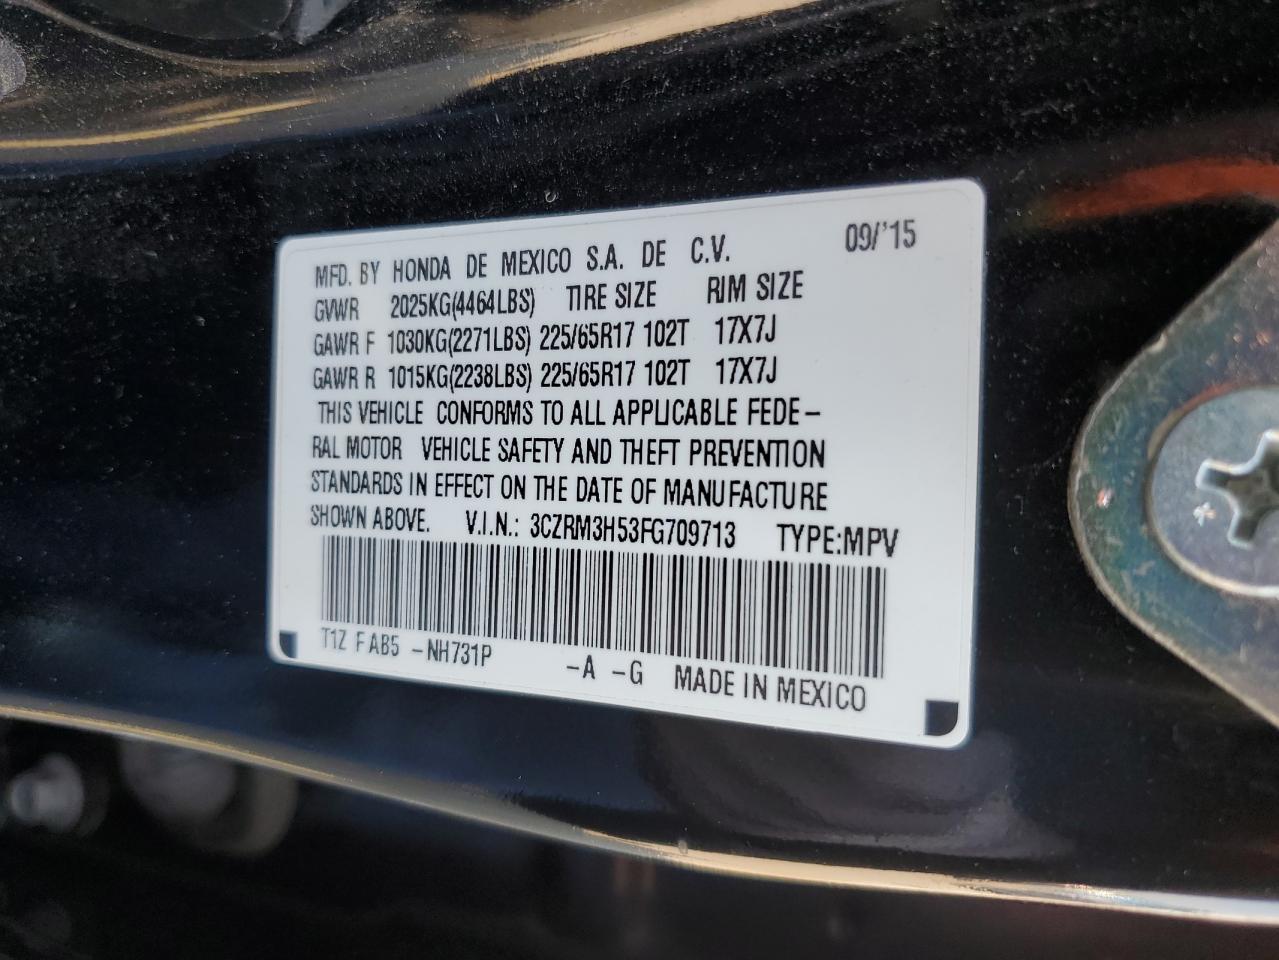 MFD. BY HONDA DE MEXICO S.A. DE C.V. 09/'15
GVWR 2025KG(4464LBS) TIRE SIZE RIM SIZE
GAWR F 1030KG(2271LBS) 225/65R17 102T 17X7J
GAWR R 1015KG(2238LBS) 225/65R17 102T 17X7J
THIS VEHICLE CONFORMS TO ALL APPLICABLE FEDE-
RAL MOTOR VEHICLE SAFETY AND THEFT PREVENTION
STANDARDS IN EFFECT ON THE DATE OF MANUFACTURE
SHOWN ABOVE. V.I.N.: 3CZRM3H53FG709713 TYPE:MPV
T1Z F AB5 -NH731P -A -G MADE IN MEXICO